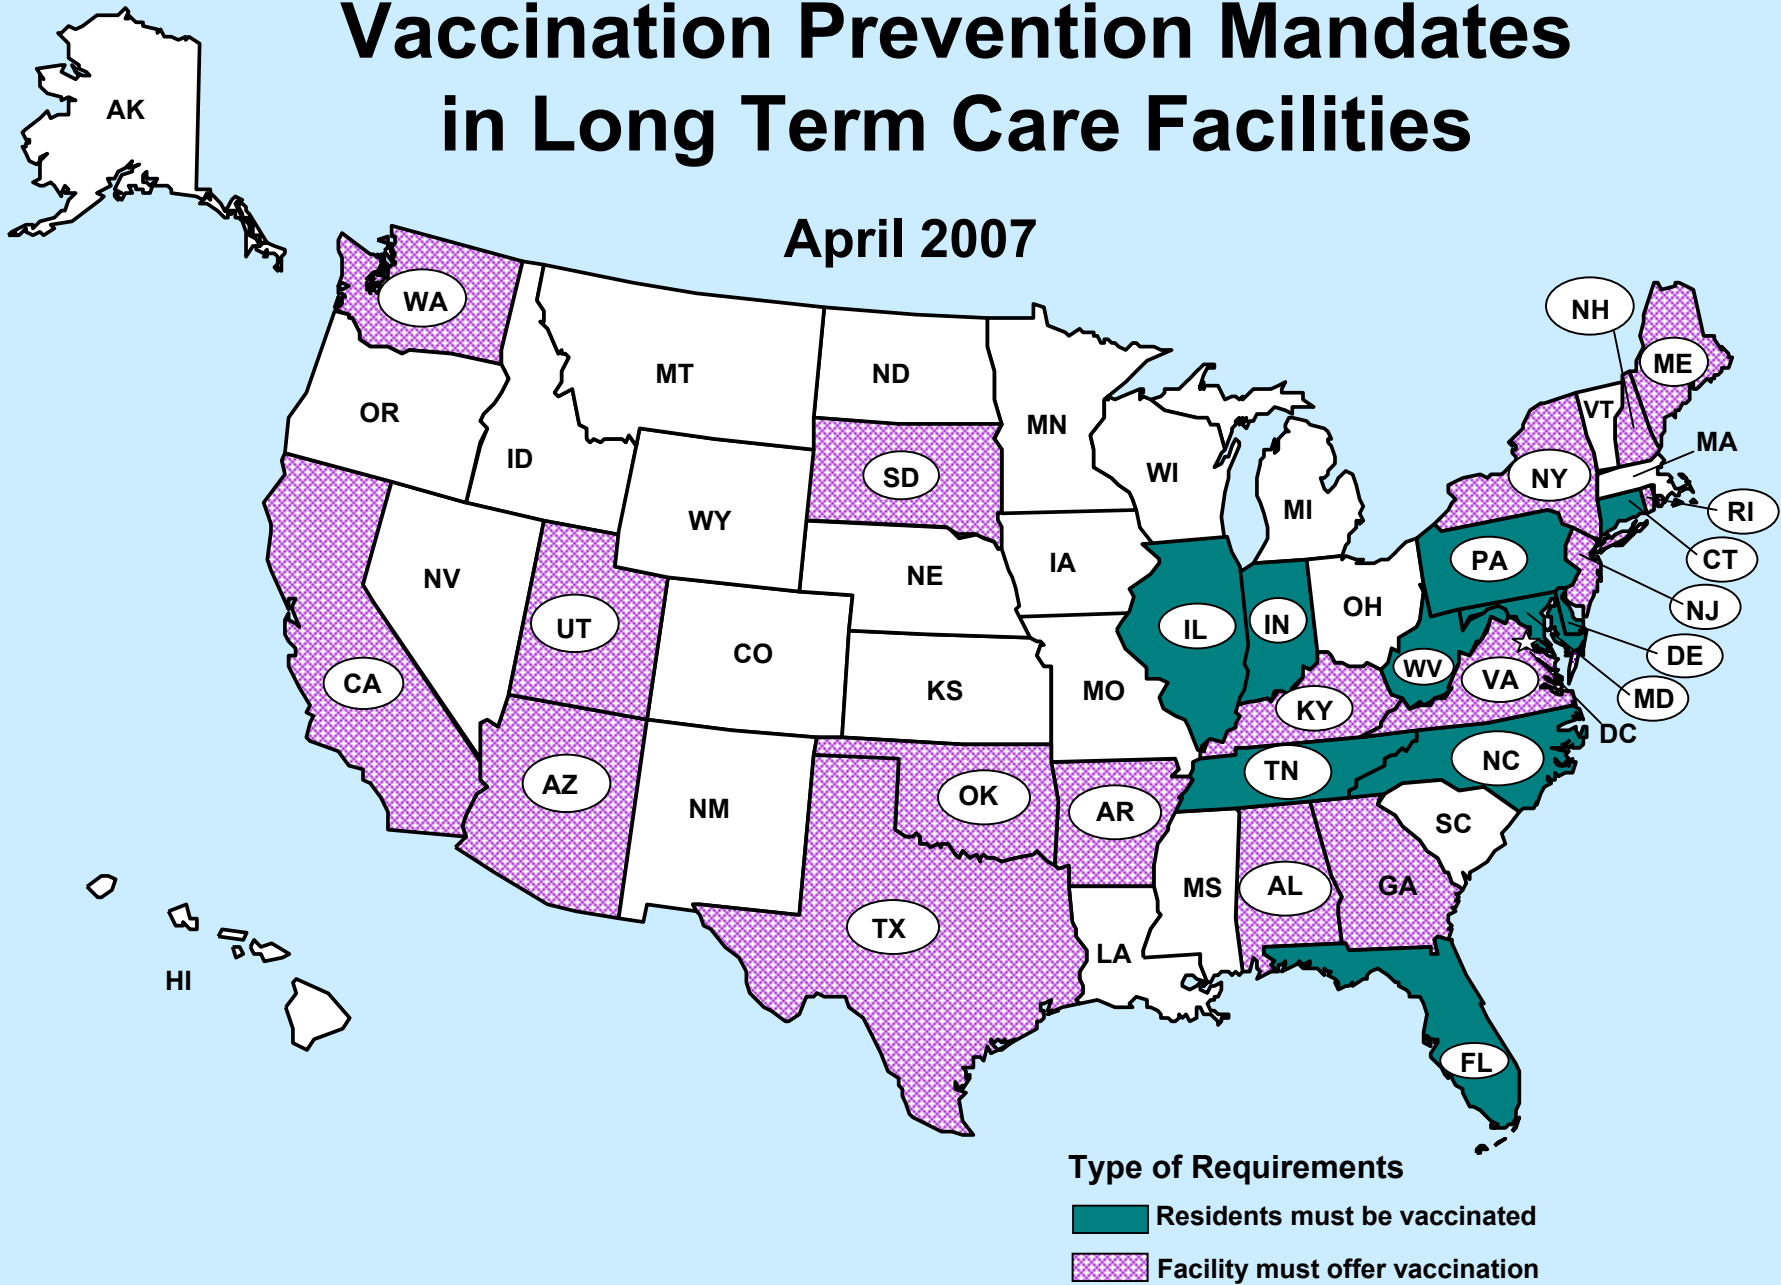 Vaccination Prevention Mandates
in Long Term Care Facilities
April 2007
AK
WA
MT
ND
MN
OR
ID
SD
WI
MI
NH
ME
VT
MA
NY
RI
WY
CT
PA
NV
UT
NE
IA
IL
IN
OH
NJ
DE
CA
CO
KS
MO
WV
VA
MD
KY
DC
AZ
NM
OK
AR
TN
NC
SC
TX
MS
AL
GA
LA
HI
FL
Type of Requirements
Residents must be vaccinated
Facility must offer vaccination